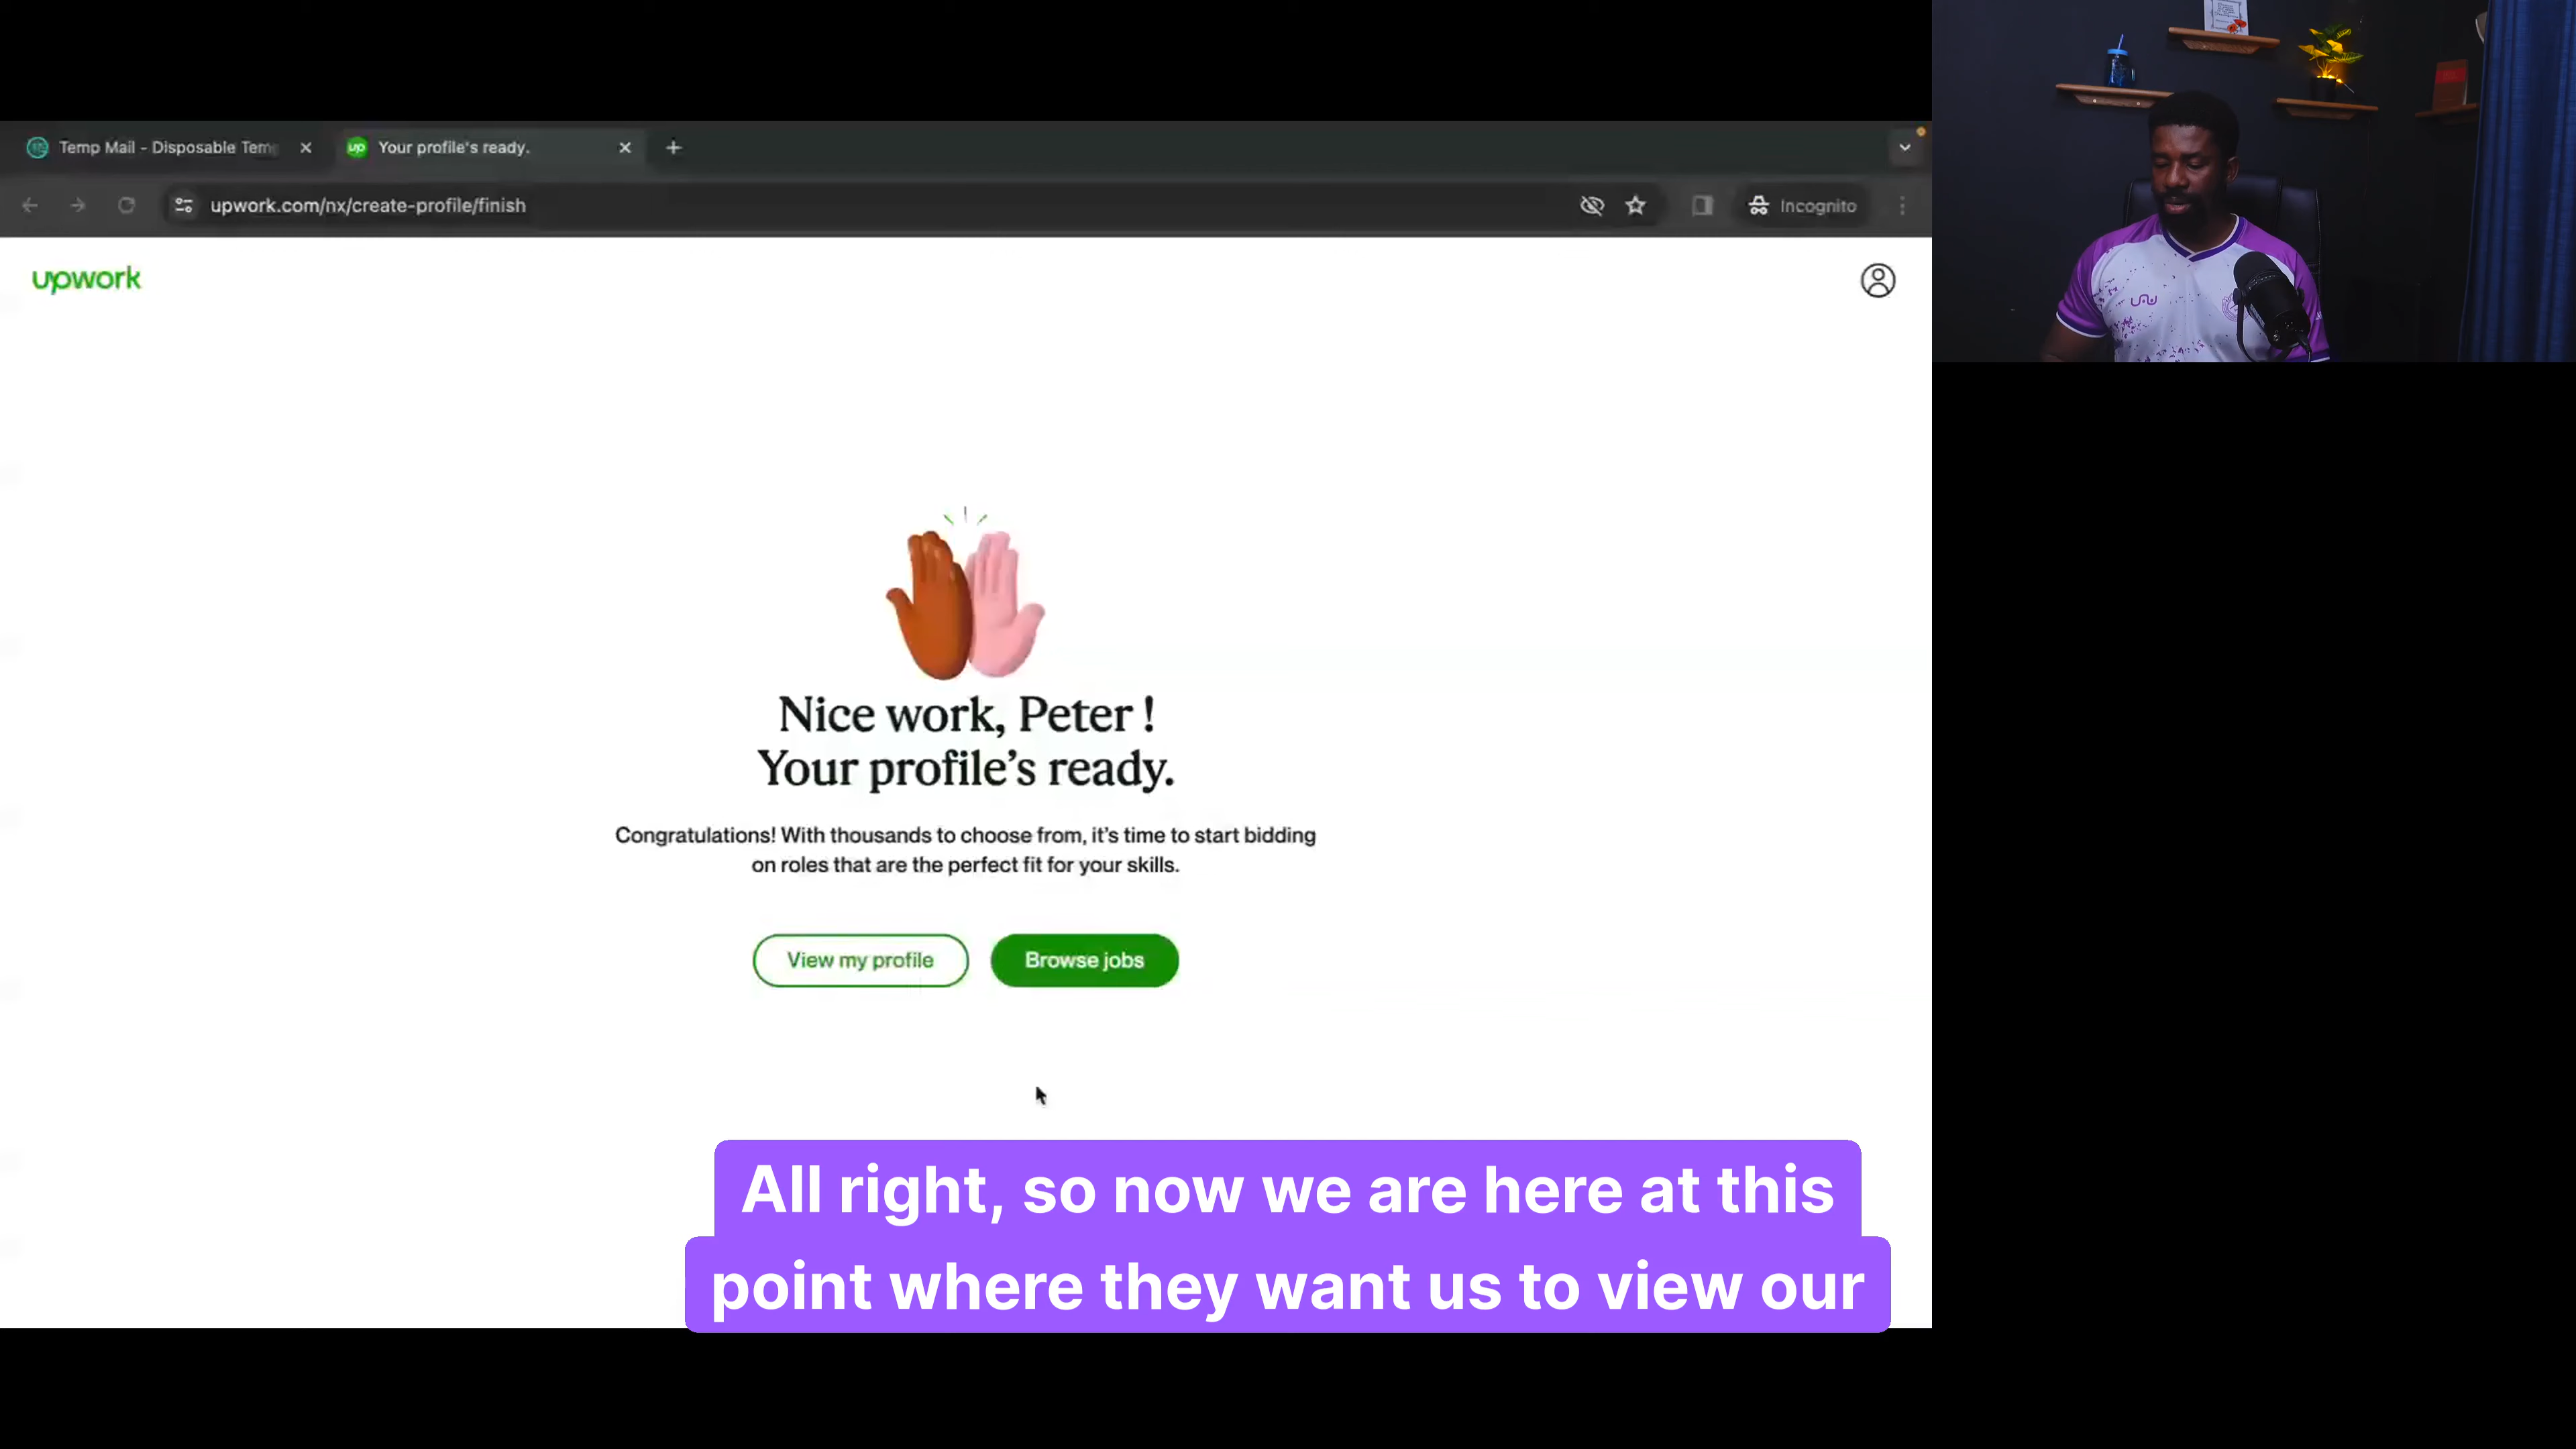 Temp Mail - Disposable Temp
Your profile's ready.
upwork.com/nx/create-profile/finish
Incognito
upwork
Nice work, Peter !
Your profile’s ready.
Congratulations! With thousands to choose from, it’s time to start bidding
on roles that are the perfect fit for your skills.
View my profile
Browse jobs
All right, so now we are here at this
point where they want us to view our